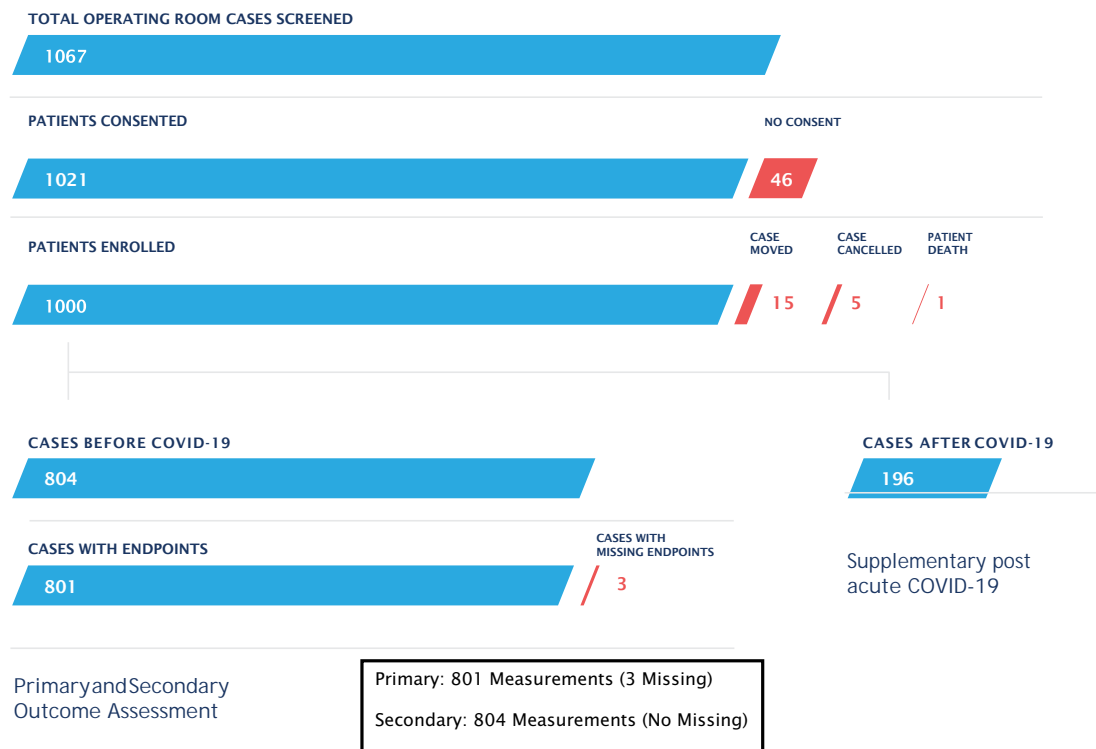 TOTAL OPERATING ROOM CASES SCREENED
1067
PATIENTS CONSENTED
NO CONSENT
1021
46
PATIENTS ENROLLED
CASE
MOVED
CASE
CANCELLED
PATIENT
DEATH
1000
15
5
1
CASES BEFORE COVID-19
804
CASES AFTER COVID-19
196
CASES WITH ENDPOINTS
CASES WITH
MISSING ENDPOINTS
801
3
Supplementary post
acute COVID-19
Primary and Secondary
Outcome Assessment
Primary: 801 Measurements (3 Missing)
Secondary: 804 Measurements (No Missing)